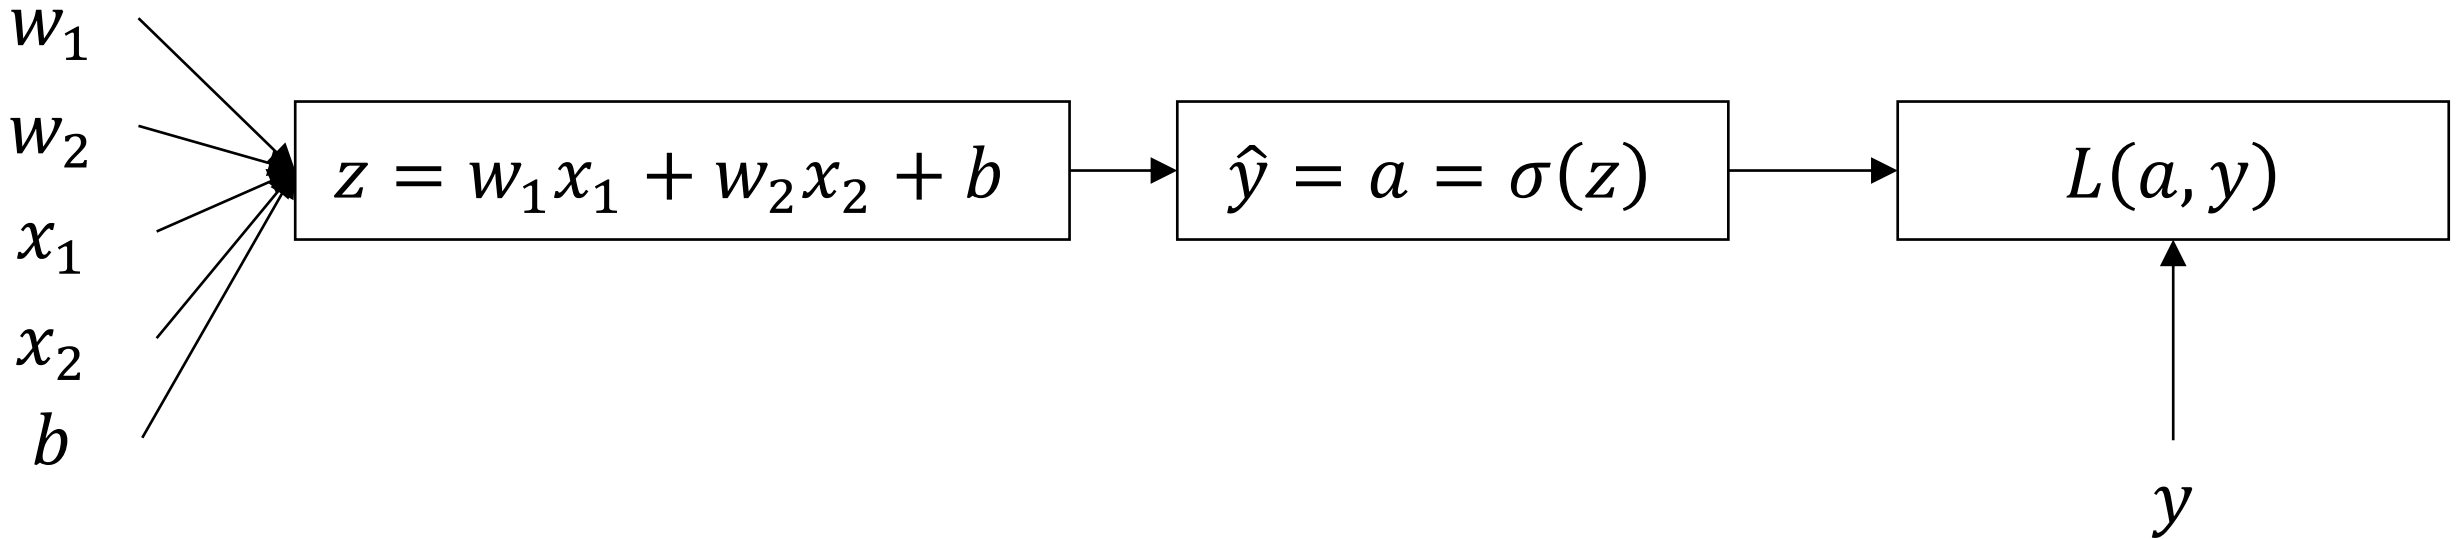 w₁
w₂
x₁
x₂
b
z = w₁x₁ + w₂x₂ + b
ŷ = a = σ(z)
L(a, y)
y